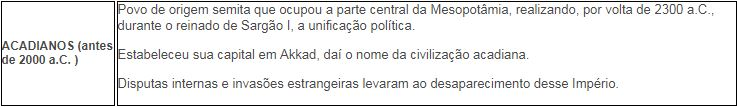 ACADIANOS (antes
de 2000 a.C. )
Povo de origem semita que ocupou a parte central da Mesopotâmia, realizando, por volta de 2300 a.C.,
durante o reinado de Sargão I, a unificação política.
Estabeleceu sua capital em Akkad, daí o nome da civilização acadiana.
Disputas internas e invasões estrangeiras levaram ao desaparecimento desse Império.